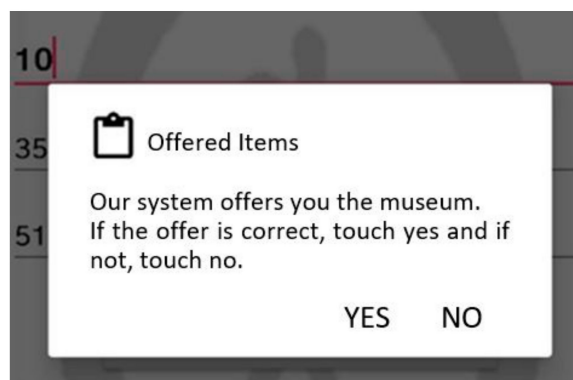 10
35
51
Offered Items
Our system offers you the museum.
If the offer is correct, touch yes and if
not, touch no.
YES NO